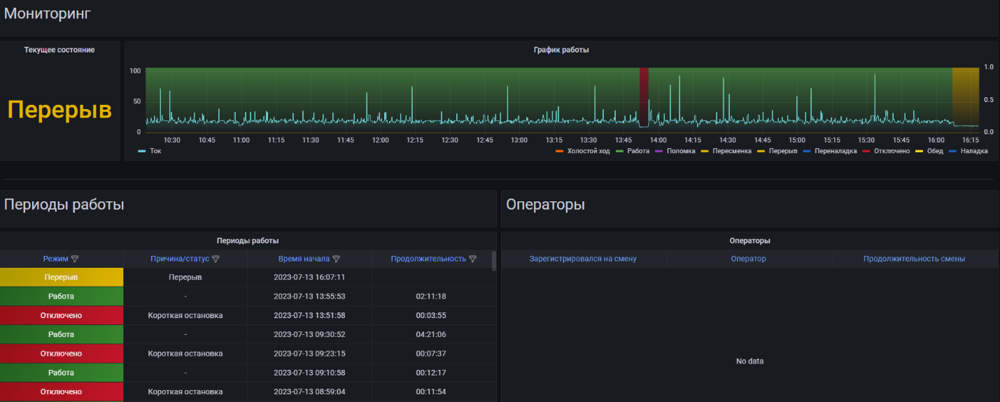 Мониторинг
Текущее состояние
Перерыв
График работы
100
50
0
1.0
0.5
0.0
10:30 10:45 11:00 11:15 11:30 11:45 12:00 12:15 12:30 12:45 13:00 13:15 13:30 13:45 14:00 14:15 14:30 14:45 15:00 15:15 15:30 15:45 16:00 16:15
Ток
Холостой ход Работа Поломка Пересменка Перерыв Переналадка Отключено Обед Наладка
Периоды работы
Операторы
Периоды работы
Режим Причина/статус Время начала Продолжительность
Перерыв Перерыв 2023-07-13 16:07:11
Работа - 2023-07-13 13:55:53 02:11:18
Отключено Короткая остановка 2023-07-13 13:51:58 00:03:55
Работа - 2023-07-13 09:30:52 04:21:06
Отключено Короткая остановка 2023-07-13 09:23:15 00:07:37
Работа - 2023-07-13 09:10:58 00:12:17
Отключено Короткая остановка 2023-07-13 08:59:04 00:11:54
Операторы
Зарегистрировался на смену Оператор Продолжительность смены
No data